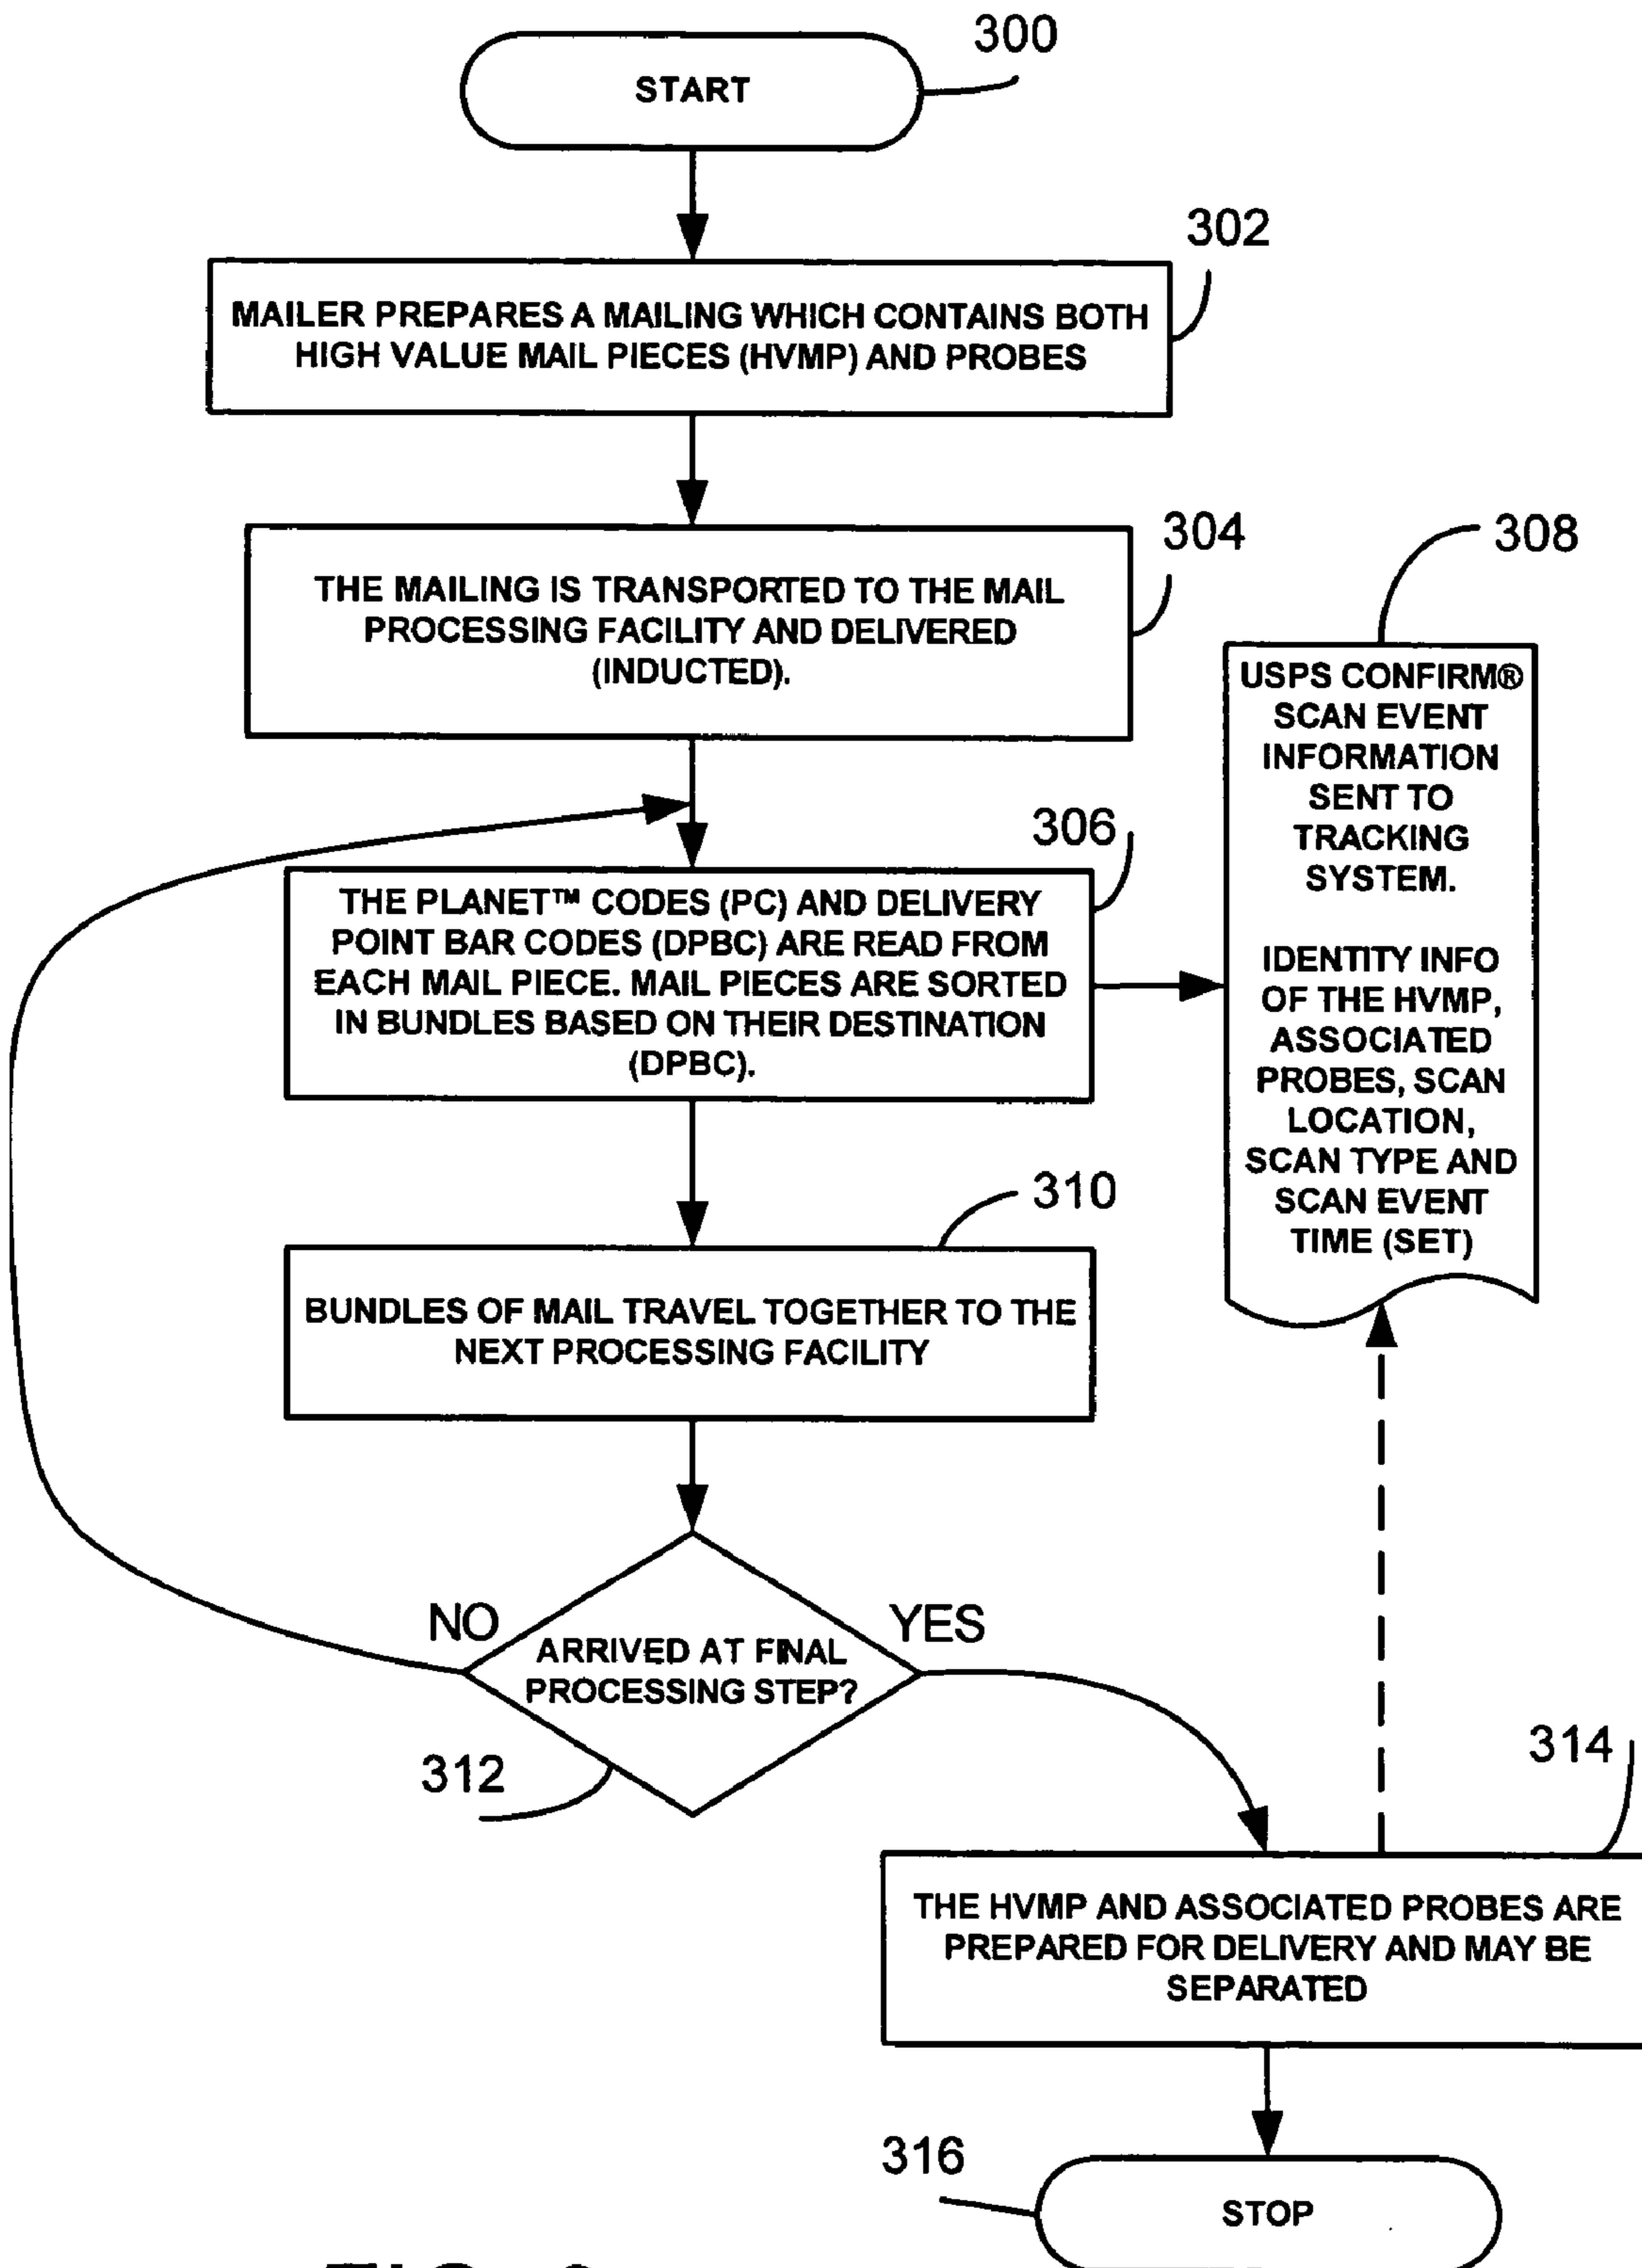 300
START
302
MAILER PREPARES A MAILING WHICH CONTAINS BOTH
HIGH VALUE MAIL PIECES (HVMP) AND PROBES
304
THE MAILING IS TRANSPORTED TO THE MAIL
PROCESSING FACILITY AND DELIVERED
(INDUCTED).
308
USPS CONFIRM®
SCAN EVENT
INFORMATION
SENT TO
TRACKING
SYSTEM.
IDENTITY INFO
OF THE HVMP,
ASSOCIATED
PROBES, SCAN
LOCATION,
SCAN TYPE AND
SCAN EVENT
TIME (SET)
306
THE PLANET™ CODES (PC) AND DELIVERY
POINT BAR CODES (DPBC) ARE READ FROM
EACH MAIL PIECE. MAIL PIECES ARE SORTED
IN BUNDLES BASED ON THEIR DESTINATION
(DPBC).
310
BUNDLES OF MAIL TRAVEL TOGETHER TO THE
NEXT PROCESSING FACILITY
NO
YES
ARRIVED AT FINAL
PROCESSING STEP?
312
314
THE HVMP AND ASSOCIATED PROBES ARE
PREPARED FOR DELIVERY AND MAY BE
SEPARATED
316
STOP